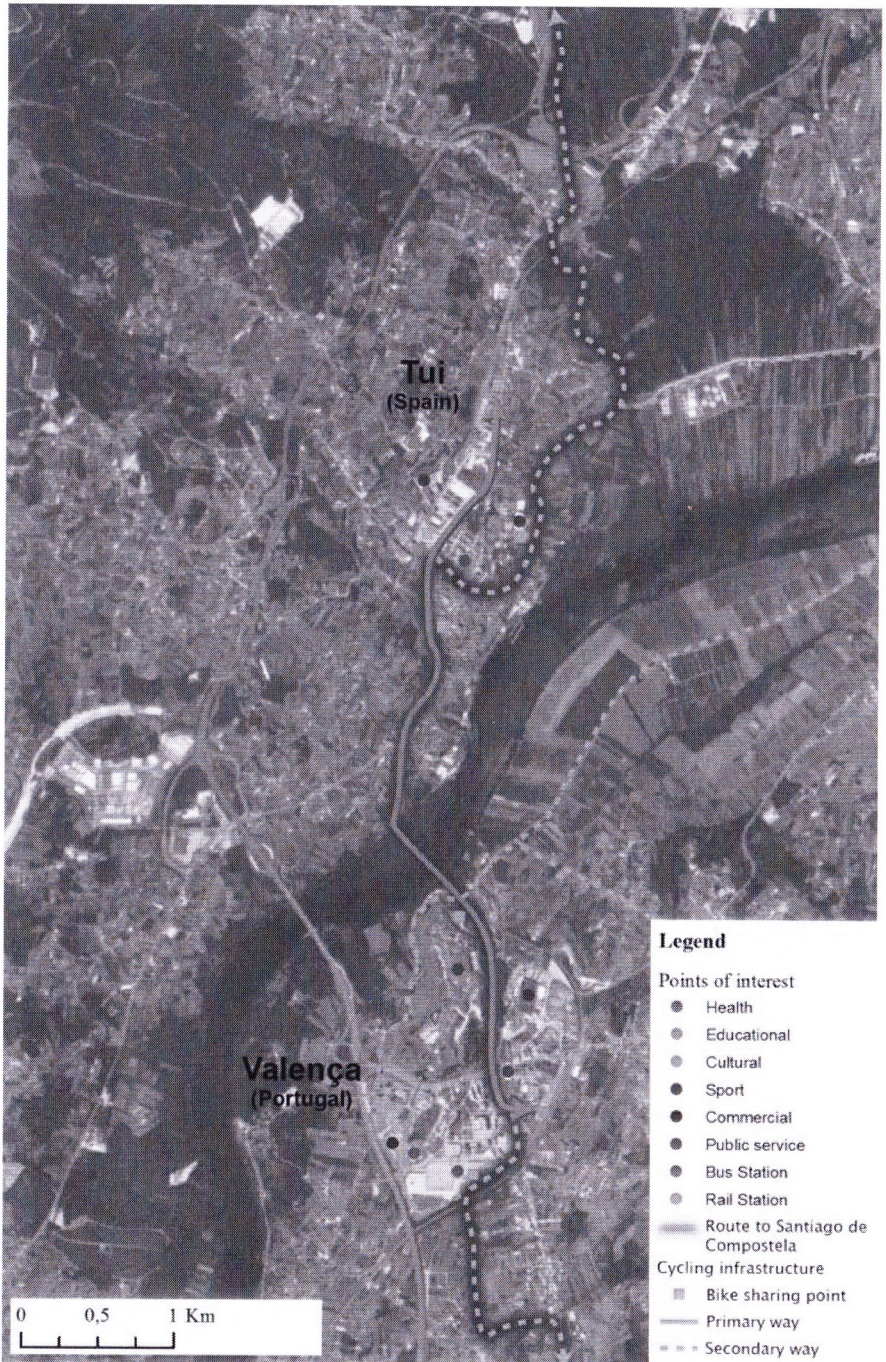 Tui
(Spain)
Valença
(Portugal)
Legend
Points of interest
Health
Educational
Cultural
Sport
Commercial
Public service
Bus Station
Rail Station
Route to Santiago de
Compostela
Cycling infrastructure
Bike sharing point
Primary way
Secondary way
0 0,5 1 Km